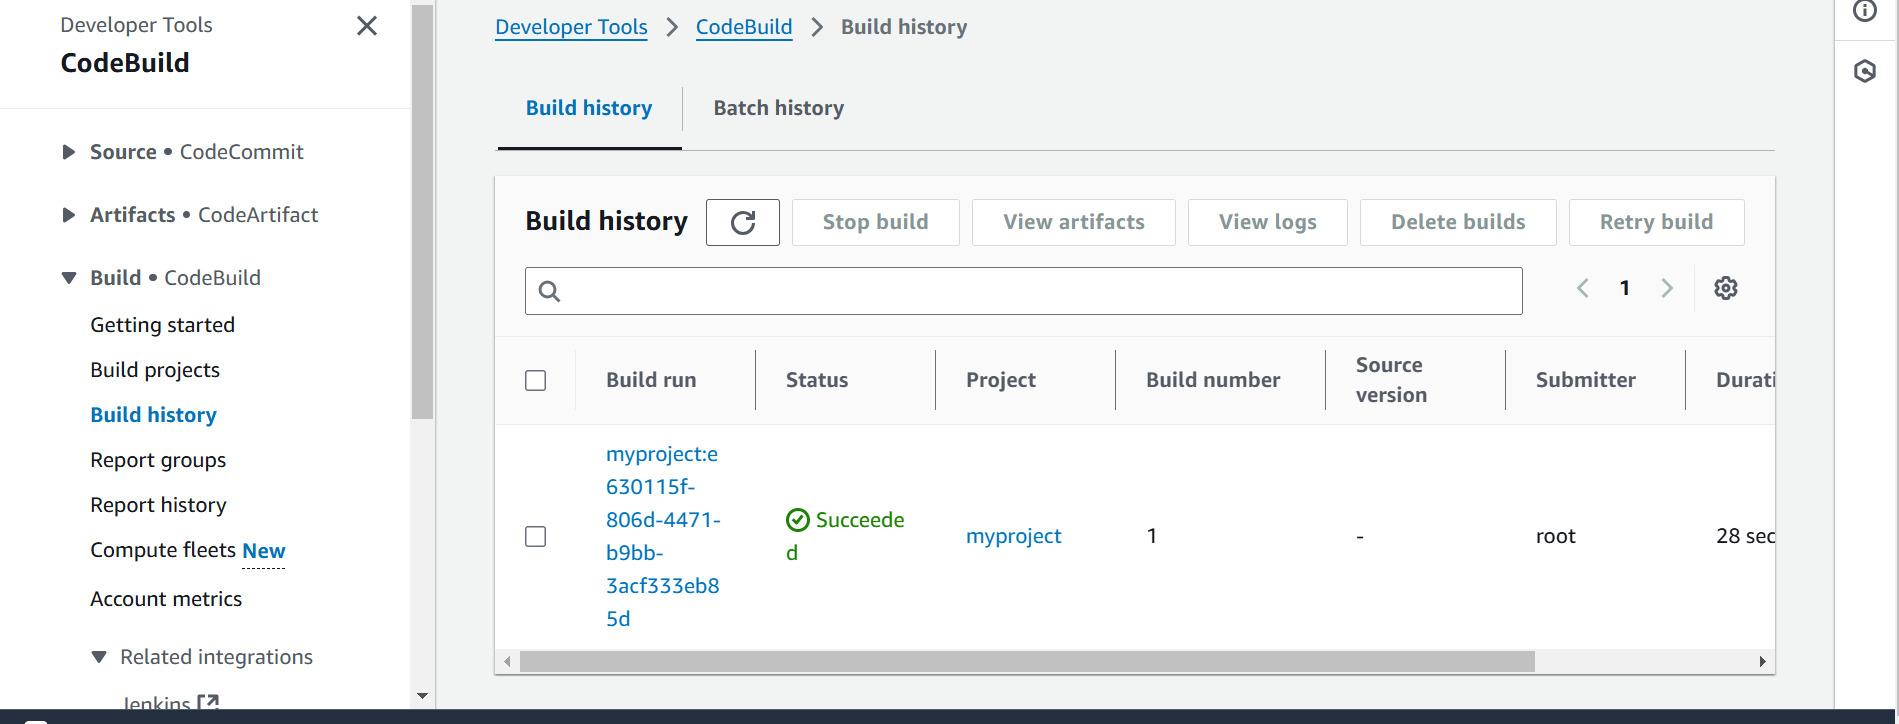 Developer Tools
CodeBuild
Source • CodeCommit
Artifacts • CodeArtifact
Build • CodeBuild
Getting started
Build projects
Build history
Report groups
Report history
Compute fleets New
Account metrics
Related integrations
Jenkins
Developer Tools > CodeBuild > Build history
Build history Batch history
Build history Stop build View artifacts View logs Delete builds Retry build
1
Build run Status Project Build number Source version Submitter Durati
myproject:e
630115f-
806d-4471-
b9bb-
3acf333eb8
5d
Succeede
d
myproject 1 - root 28 sec